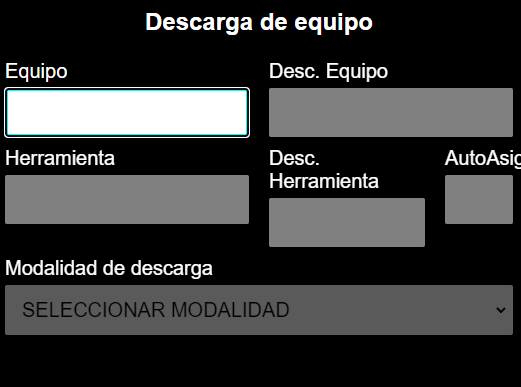 Descarga de equipo
Equipo
Desc. Equipo
Herramienta
Desc.
Herramienta
AutoAsig
Modalidad de descarga
SELECCIONAR MODALIDAD